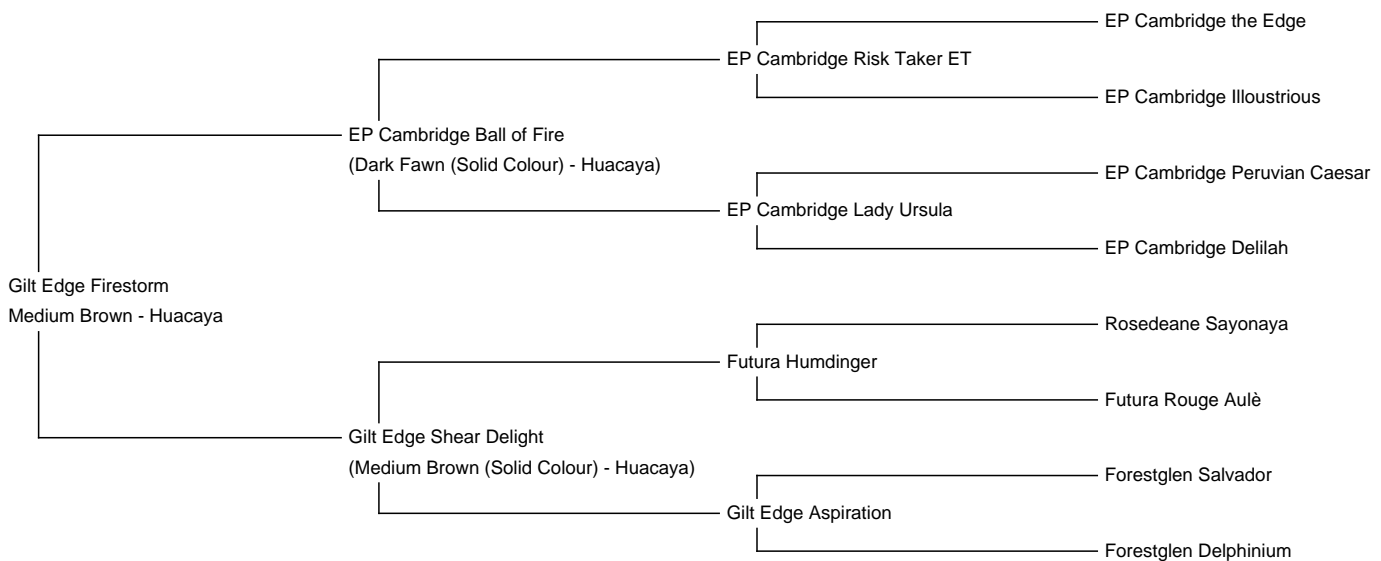 EP Cambridge the Edge
EP Cambridge Risk Taker ET
EP Cambridge Illoustrious
EP Cambridge Ball of Fire
(Dark Fawn (Solid Colour) - Huacaya)
EP Cambridge Peruvian Caesar
EP Cambridge Lady Ursula
EP Cambridge Delilah
Gilt Edge Firestorm
Medium Brown - Huacaya
Rosedeane Sayonaya
Futura Humdinger
Futura Rouge Aulè
Gilt Edge Shear Delight
(Medium Brown (Solid Colour) - Huacaya)
Forestglen Salvador
Gilt Edge Aspiration
Forestglen Delphinium